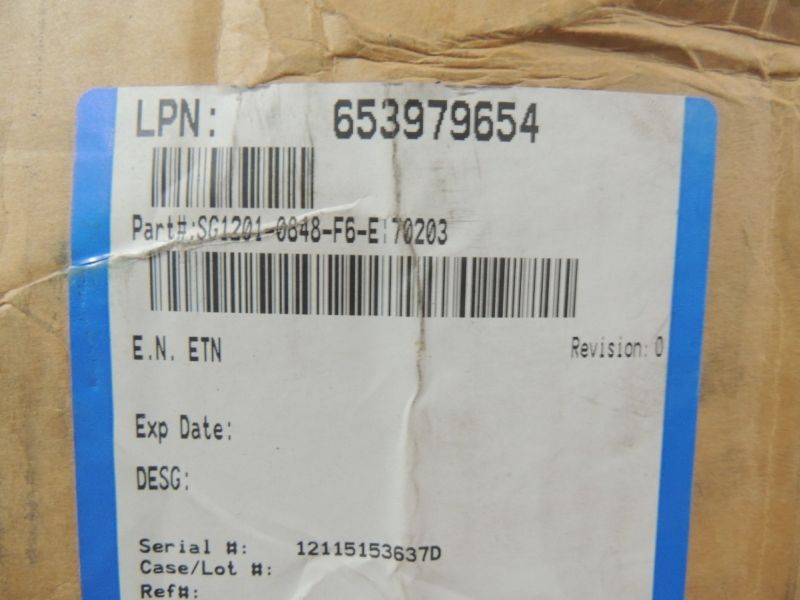 LPN: 653979654
Part#:SG1201-0848-F6-E:70203
E.N. ETN Revision: 0
Exp Date:
DESG:
Serial #: 12115153637D
Case/Lot #:
Ref#: